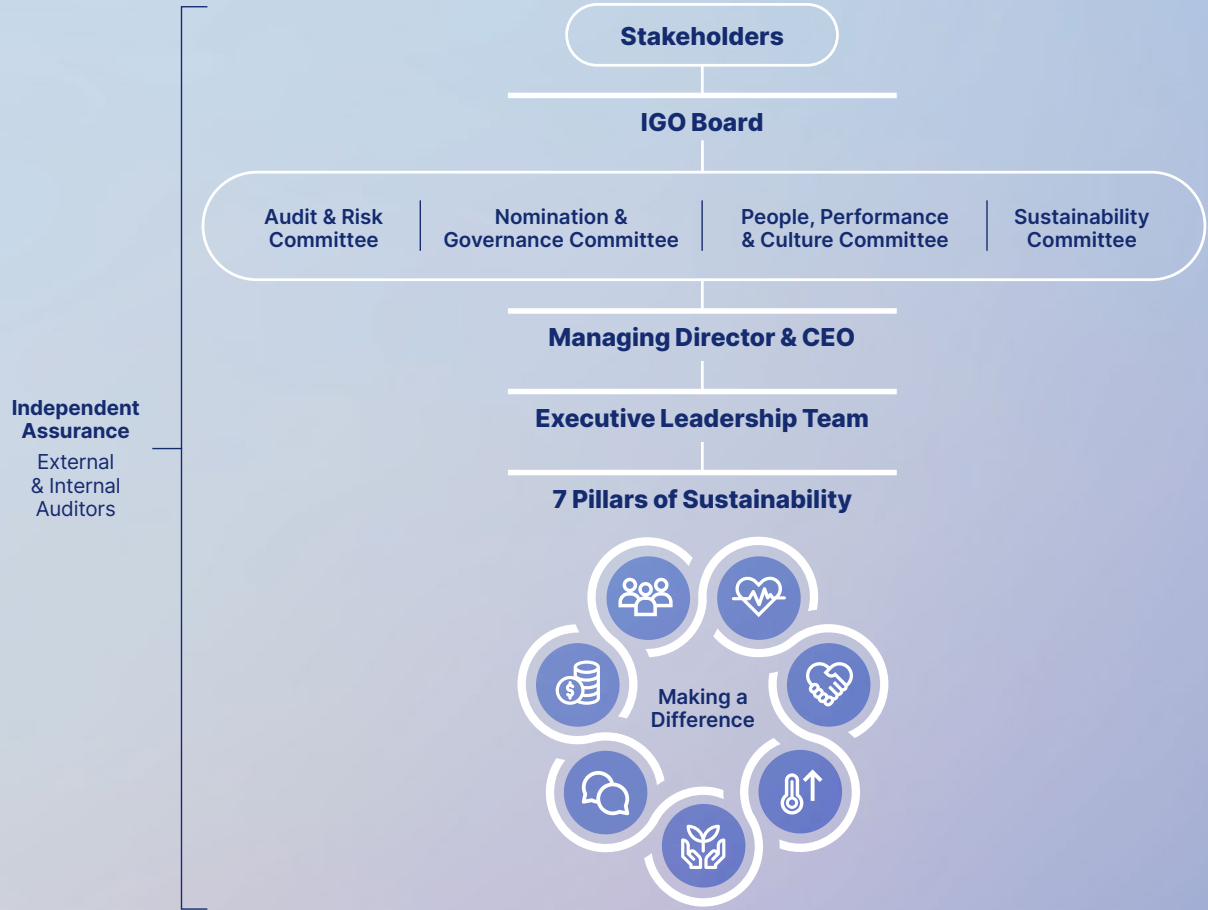 Stakeholders
IGO Board
Audit & Risk
Committee
Nomination &
Governance Committee
People, Performance
& Culture Committee
Sustainability
Committee
Managing Director & CEO
Executive Leadership Team
7 Pillars of Sustainability
Independent
Assurance
External
& Internal
Auditors
$
Making a
Difference